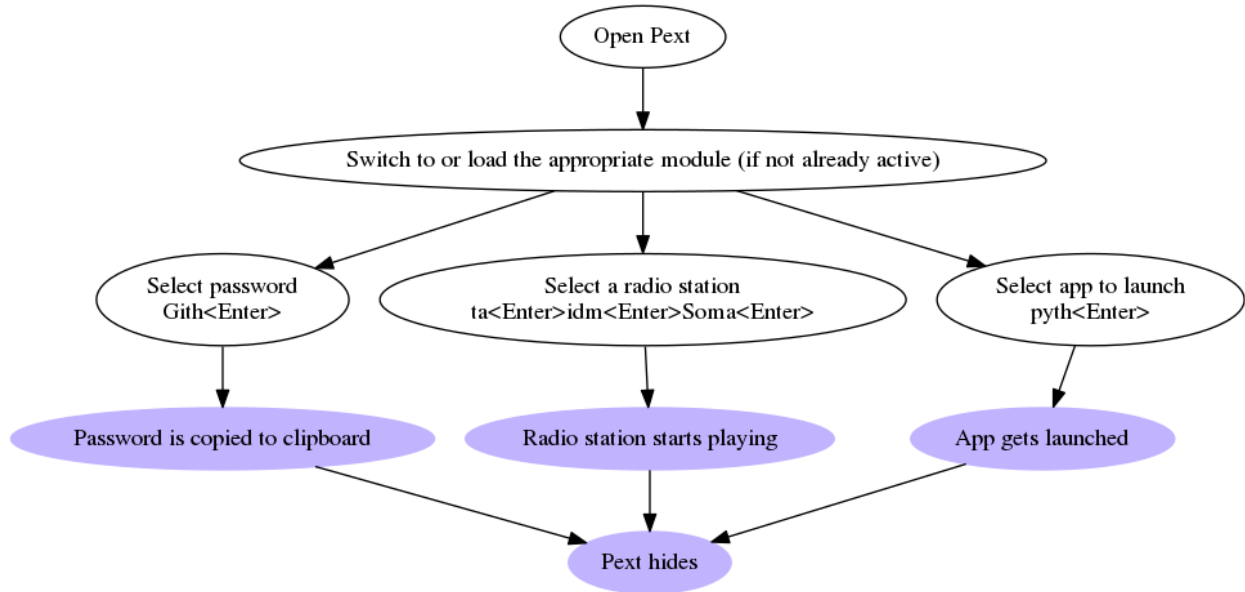 Open Pext
Switch to or load the appropriate module (if not already active)
Select password
Gith<Enter>
Select a radio station
ta<Enter>idm<Enter>Soma<Enter>
Select app to launch
pyth<Enter>
Password is copied to clipboard
Radio station starts playing
App gets launched
Pext hides